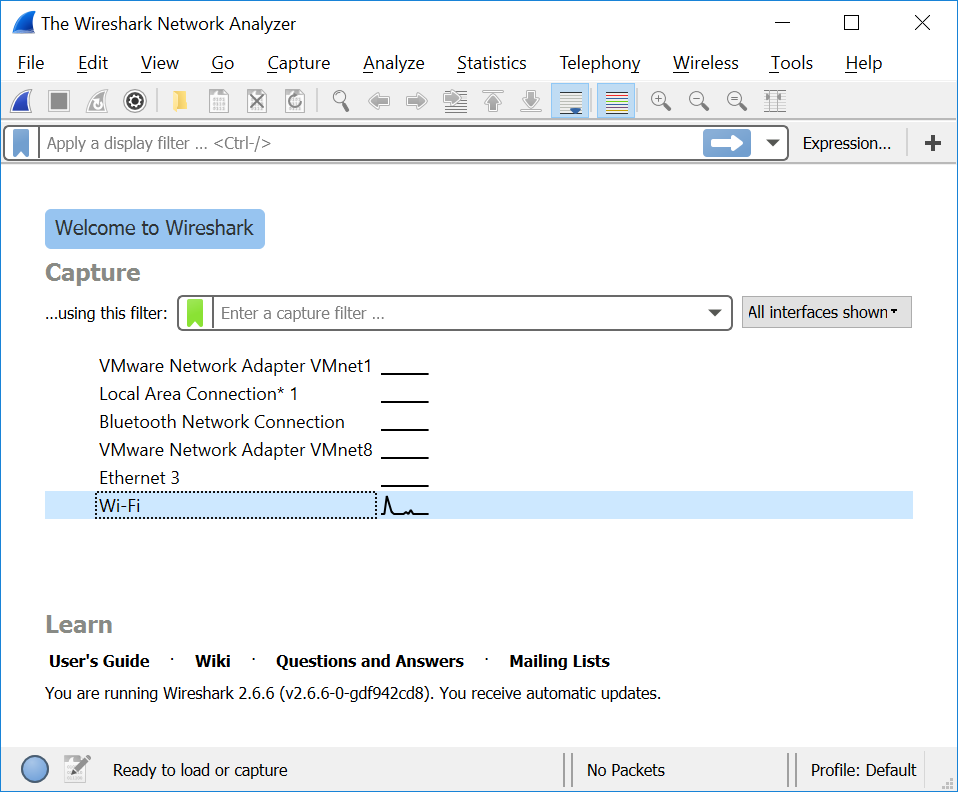 The Wireshark Network Analyzer
File Edit View Go Capture Analyze Statistics Telephony Wireless Tools Help
Apply a display filter ... <Ctrl-/> Expression... +
Welcome to Wireshark
Capture
...using this filter: Enter a capture filter ... All interfaces shown
VMware Network Adapter VMnet1
Local Area Connection* 1
Bluetooth Network Connection
VMware Network Adapter VMnet8
Ethernet 3
Wi-Fi
Learn
User's Guide · Wiki · Questions and Answers · Mailing Lists
You are running Wireshark 2.6.6 (v2.6.6-0-gdf942cd8). You receive automatic updates.
Ready to load or capture No Packets Profile: Default